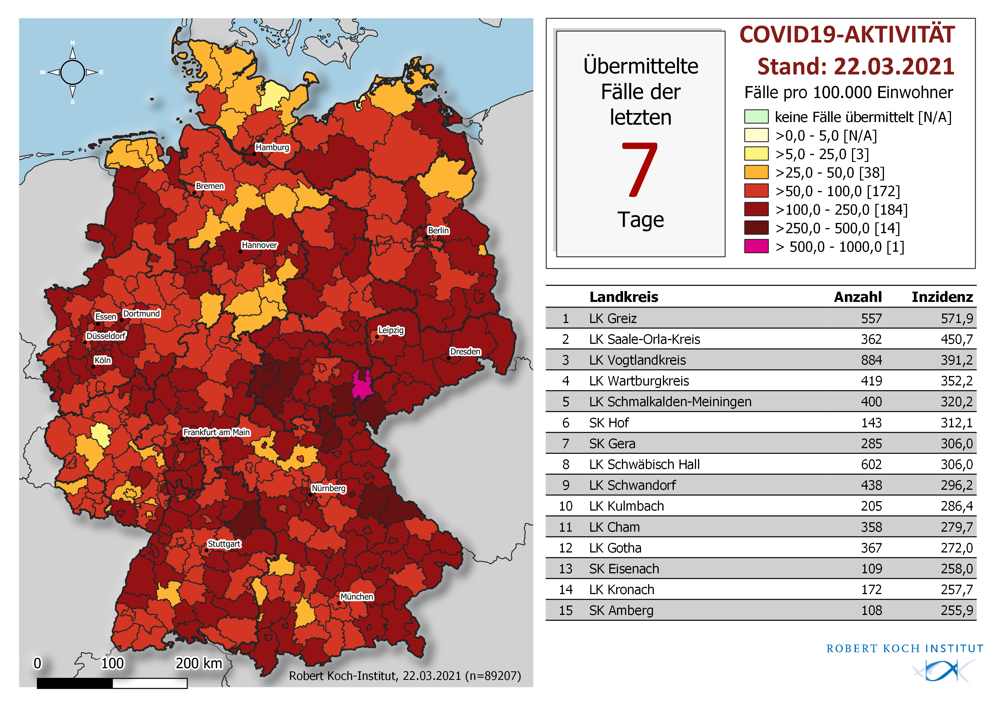 N
W
E
S
Hamburg
Bremen
Berlin
Hannover
Essen
Dortmund
Düsseldorf
Leipzig
Köln
Dresden
Frankfurt am Main
Nürnberg
Stuttgart
München
0 100 200 km
Robert Koch-Institut, 22.03.2021 (n=89207)
Übermittelte
Fälle der
letzten
7
Tage
COVID19-AKTIVITÄT
Stand: 22.03.2021
Fälle pro 100.000 Einwohner
keine Fälle übermittelt [N/A]
>0,0 - 5,0 [N/A]
>5,0 - 25,0 [3]
>25,0 - 50,0 [38]
>50,0 - 100,0 [172]
>100,0 - 250,0 [184]
>250,0 - 500,0 [14]
> 500,0 - 1000,0 [1]
Landkreis Anzahl Inzidenz
1 LK Greiz 557 571,9
2 LK Saale-Orla-Kreis 362 450,7
3 LK Vogtlandkreis 884 391,2
4 LK Wartburgkreis 419 352,2
5 LK Schmalkalden-Meiningen 400 320,2
6 SK Hof 143 312,1
7 SK Gera 285 306,0
8 LK Schwäbisch Hall 602 306,0
9 LK Schwandorf 438 296,2
10 LK Kulmbach 205 286,4
11 LK Cham 358 279,7
12 LK Gotha 367 272,0
13 SK Eisenach 109 258,0
14 LK Kronach 172 257,7
15 SK Amberg 108 255,9
ROBERT KOCH INSTITUT